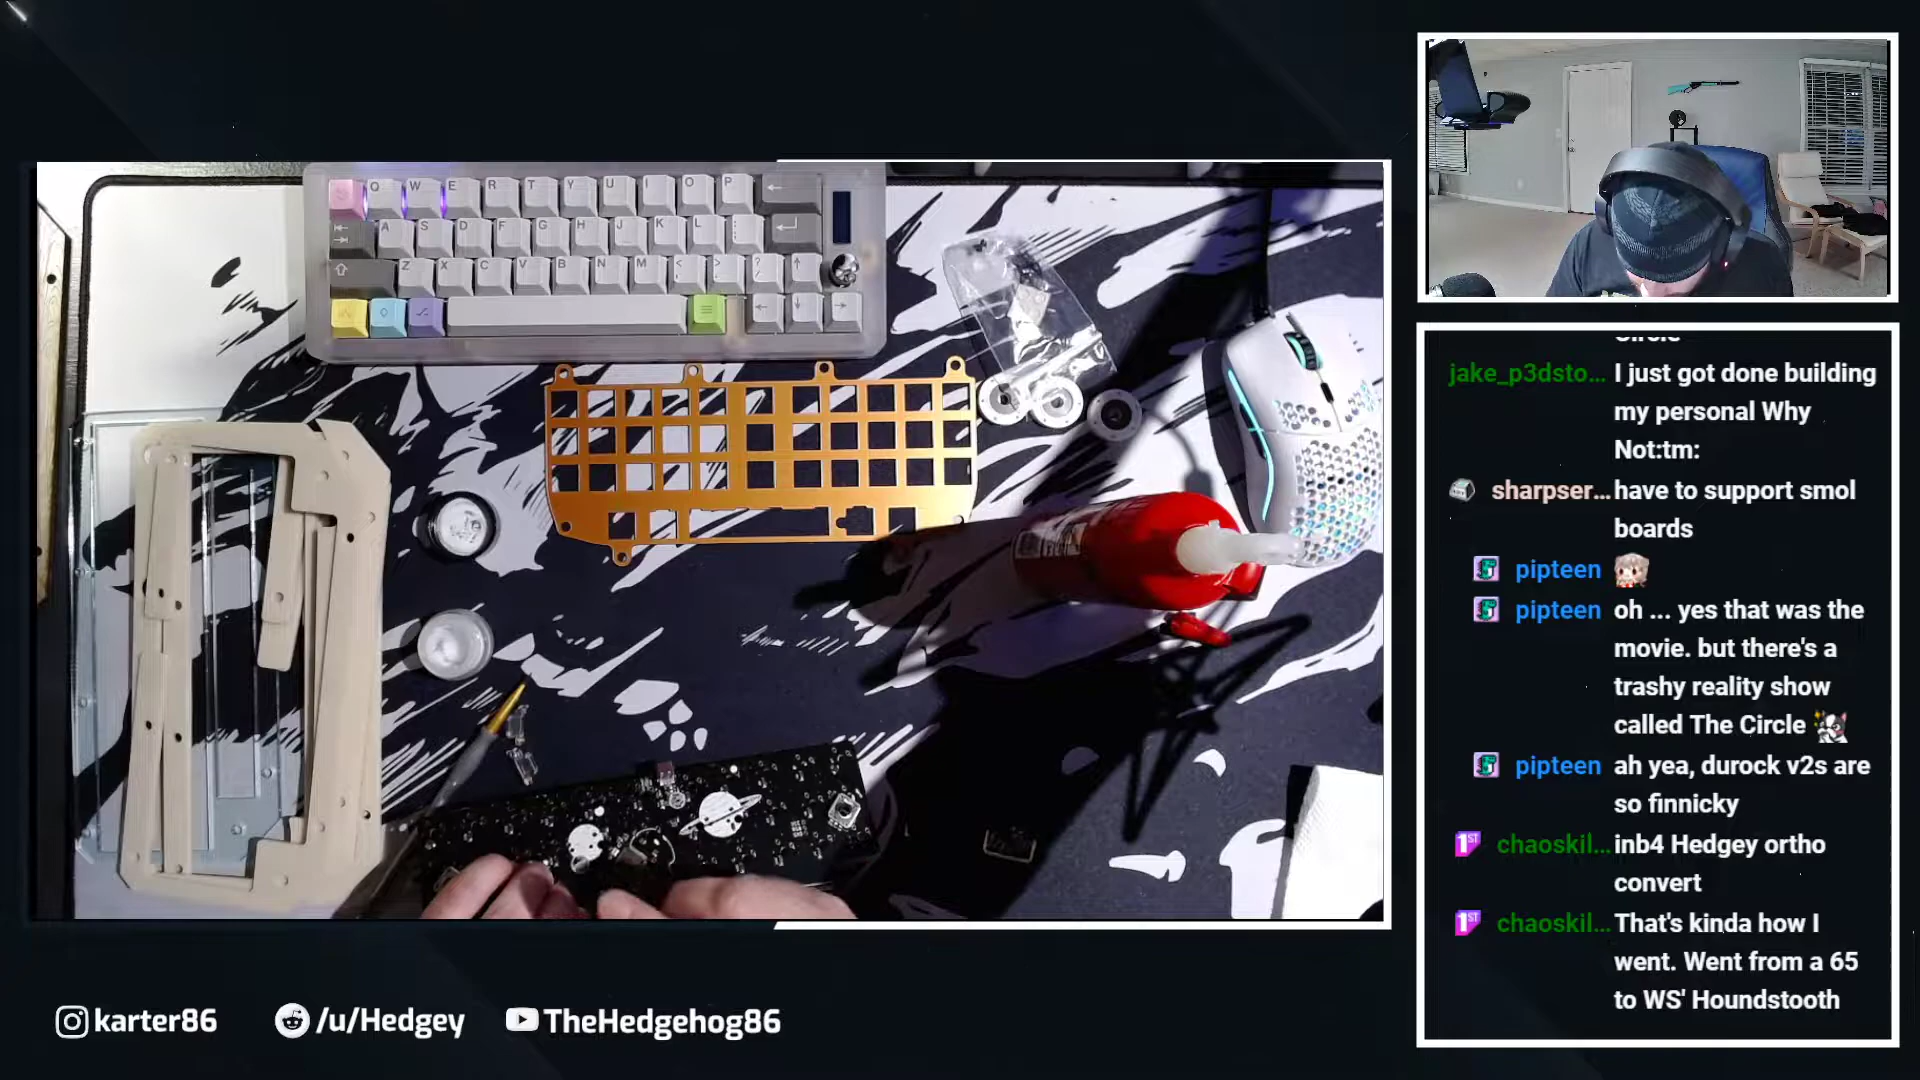 Q W E R T Y U I O P
A S D F G H J K L
Z X C V B N M < > ?
jake_p3dsto... I just got done building
my personal Why
Not:tm:
sharpser... have to support smol
boards
pipteen
pipteen oh ... yes that was the
movie. but there's a
trashy reality show
called The Circle
pipteen ah yea, durock v2s are
so finnicky
1ST chaoskil... inb4 Hedgey ortho
convert
1ST chaoskil... That's kinda how I
went. Went from a 65
to WS' Houndstooth
karter86 /u/Hedgey TheHedgehog86